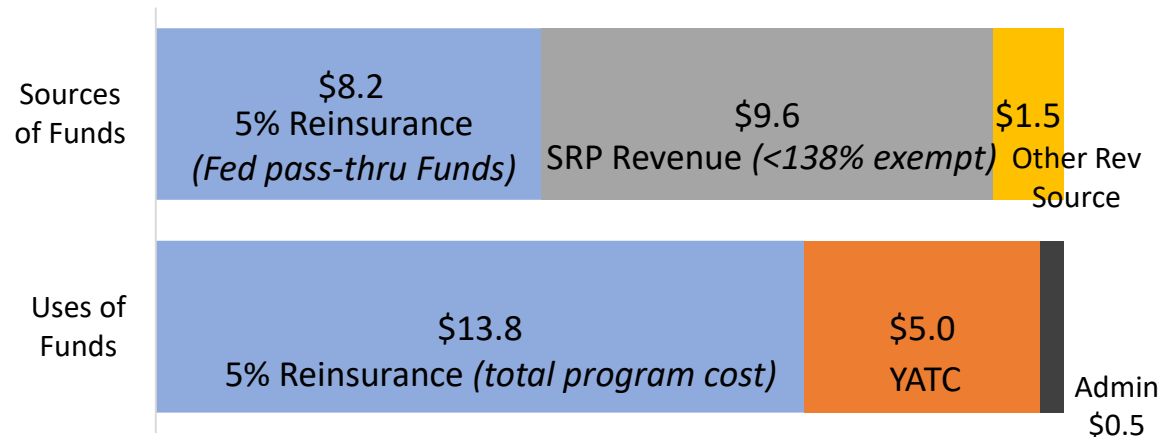 Sources
of Funds
$8.2
5% Reinsurance
(Fed pass-thru Funds)
$9.6
SRP Revenue (<138% exempt)
$1.5
Other Rev
Source
Uses of
Funds
$13.8
5% Reinsurance (total program cost)
$5.0
YATC
Admin
$0.5